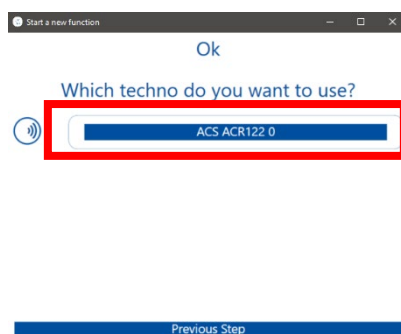 Start a new function
Ok
Which techno do you want to use?
ACS ACR122 0
Previous Step